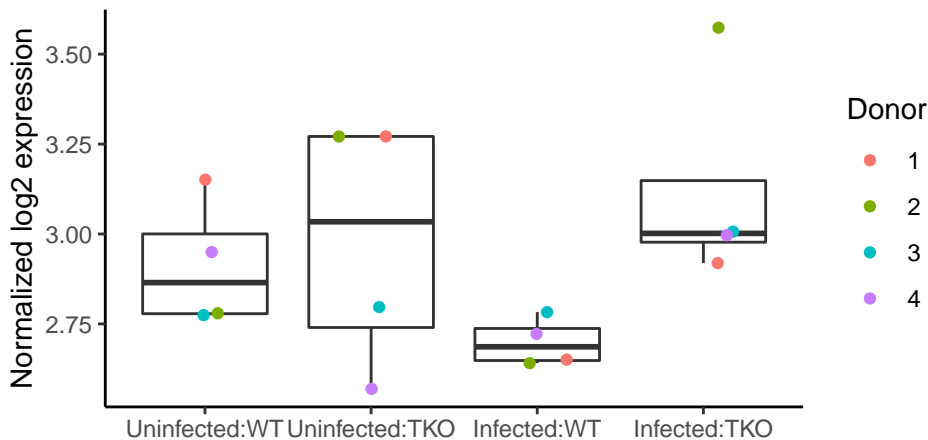 Normalized log2 expression
3.50
3.25
3.00
2.75
Uninfected:WT Uninfected:TKO Infected:WT Infected:TKO
Donor
1
2
3
4